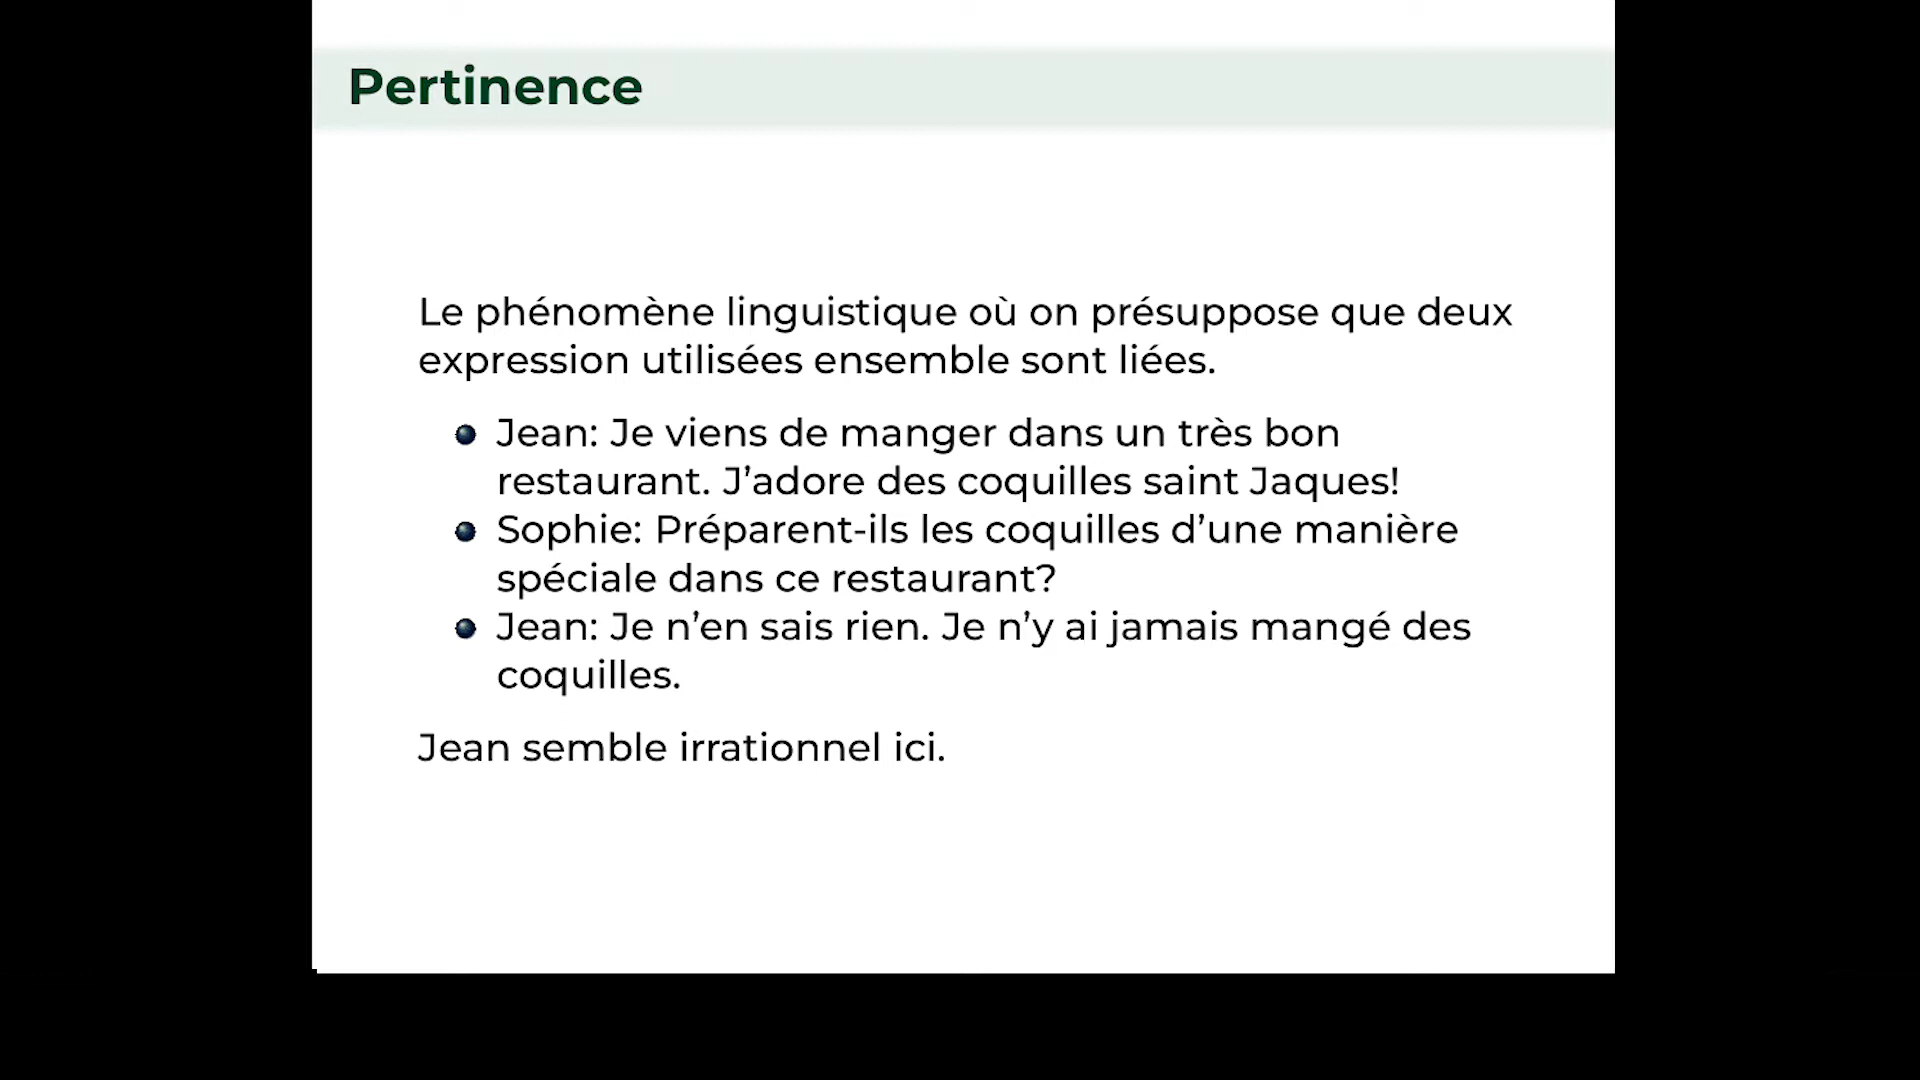 Pertinence
Le phénomène linguistique où on présuppose que deux
expression utilisées ensemble sont liées.
Jean: Je viens de manger dans un très bon
restaurant. J'adore des coquilles saint Jaques!
Sophie: Préparent-ils les coquilles d'une manière
spéciale dans ce restaurant?
Jean: Je n'en sais rien. Je n'y ai jamais mangé des
coquilles.
Jean semble irrationnel ici.